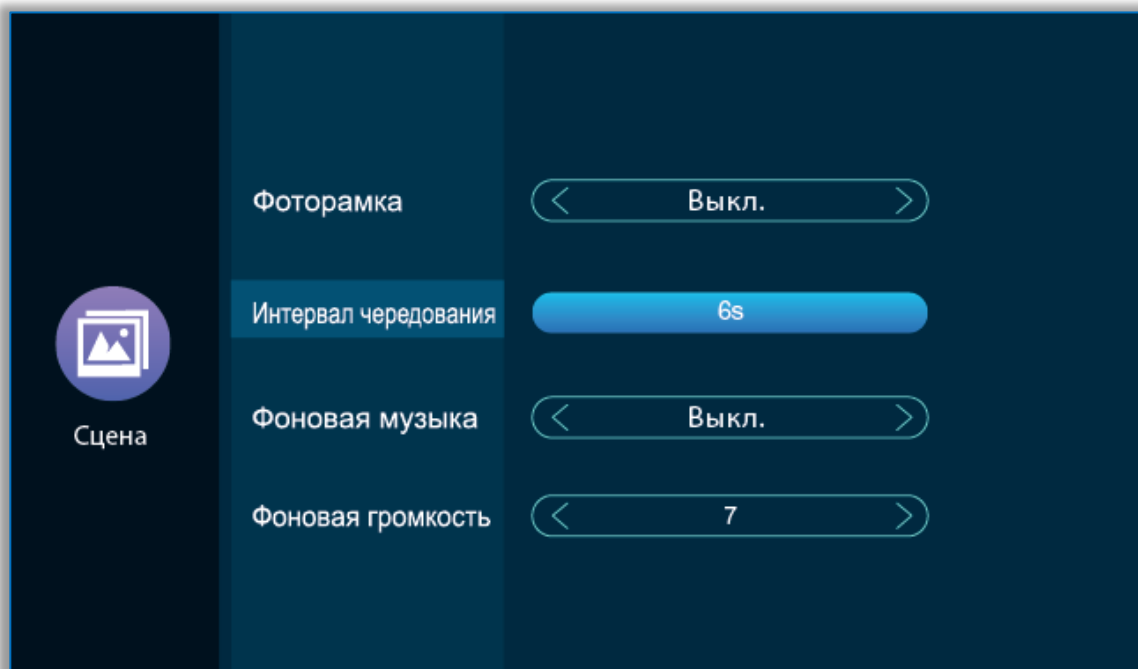 Фоторамка
Выкл.
Интервал чередования
6s
Фоновая музыка
Выкл.
Сцена
Фоновая громкость
7